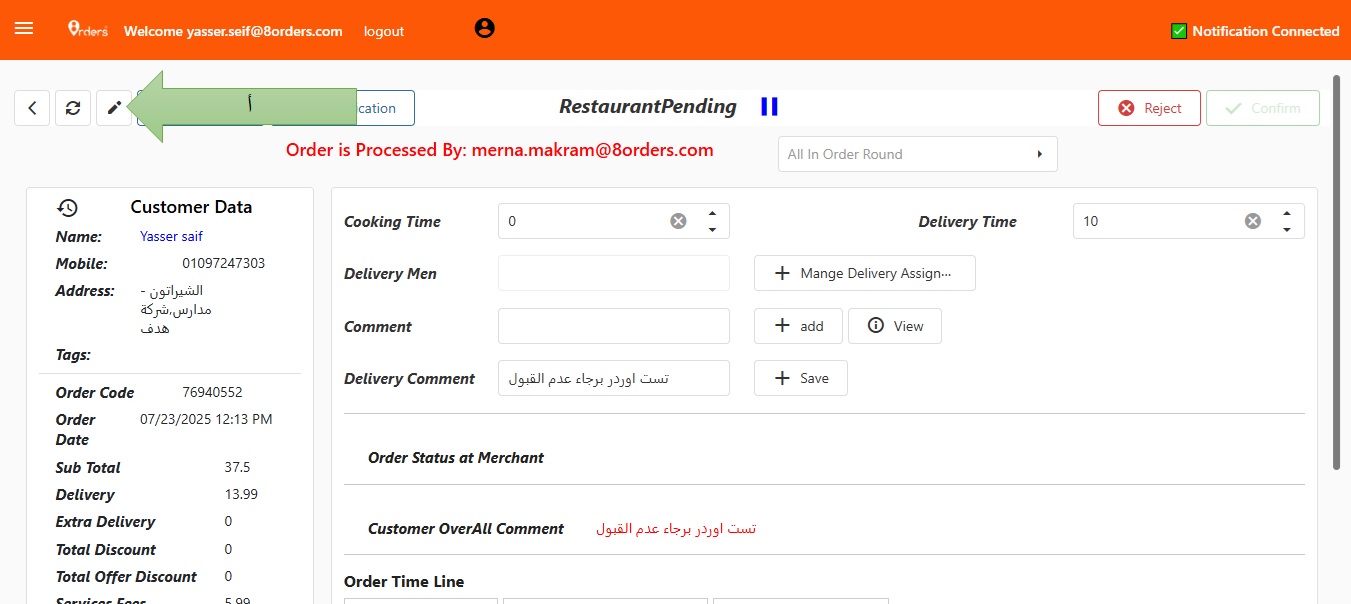 8rders Welcome yasser.seif@8orders.com logout Notification Connected
أ cation RestaurantPending Reject Confirm
Order is Processed By: merna.makram@8orders.com
All In Order Round
Customer Data
Name: Yasser saif
Mobile: 01097247303
Address: الشيراتون -
مدارس,شركة
هدف
Tags:
Order Code 76940552
Order Date 07/23/2025 12:13 PM
Sub Total 37.5
Delivery 13.99
Extra Delivery 0
Total Discount 0
Total Offer Discount 0
Services Fees 5.99
Cooking Time 0 Delivery Time 10
Delivery Men Mange Delivery Assign...
Comment add View
Delivery Comment تست اوردر برجاء عدم القبول Save
Order Status at Merchant
Customer OverAll Comment تست اوردر برجاء عدم القبول
Order Time Line